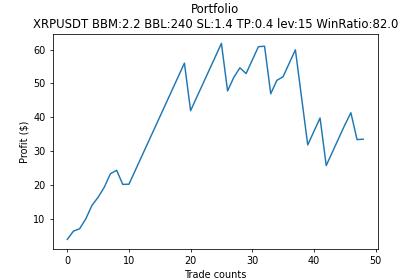 Portfolio
XRPUSDT BBM:2.2 BBL:240 SL:1.4 TP:0.4 lev:15 WinRatio:82.0
60
50
40
30
20
10
Profit ($)
0 10 20 30 40 50
Trade counts